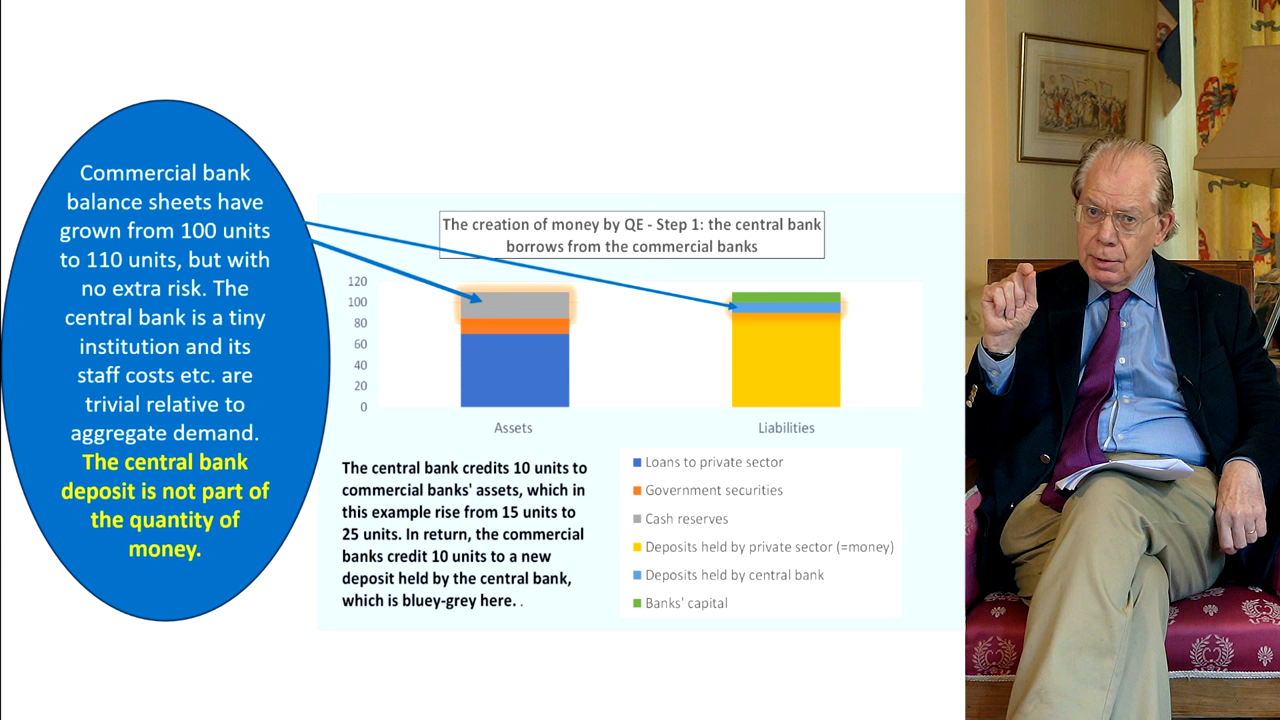 Commercial bank
balance sheets have
grown from 100 units
to 110 units, but with
no extra risk. The
central bank is a tiny
institution and its
staff costs etc. are
trivial relative to
aggregate demand.
The central bank
deposit is not part of
the quantity of
money.
The creation of money by QE - Step 1: the central bank
borrows from the commercial banks
120
100
80
60
40
20
0
Assets
Liabilities
The central bank credits 10 units to
commercial banks' assets, which in
this example rise from 15 units to
25 units. In return, the commercial
banks credit 10 units to a new
deposit held by the central bank,
which is bluey-grey here. .
Loans to private sector
Government securities
Cash reserves
Deposits held by private sector (=money)
Deposits held by central bank
Banks' capital